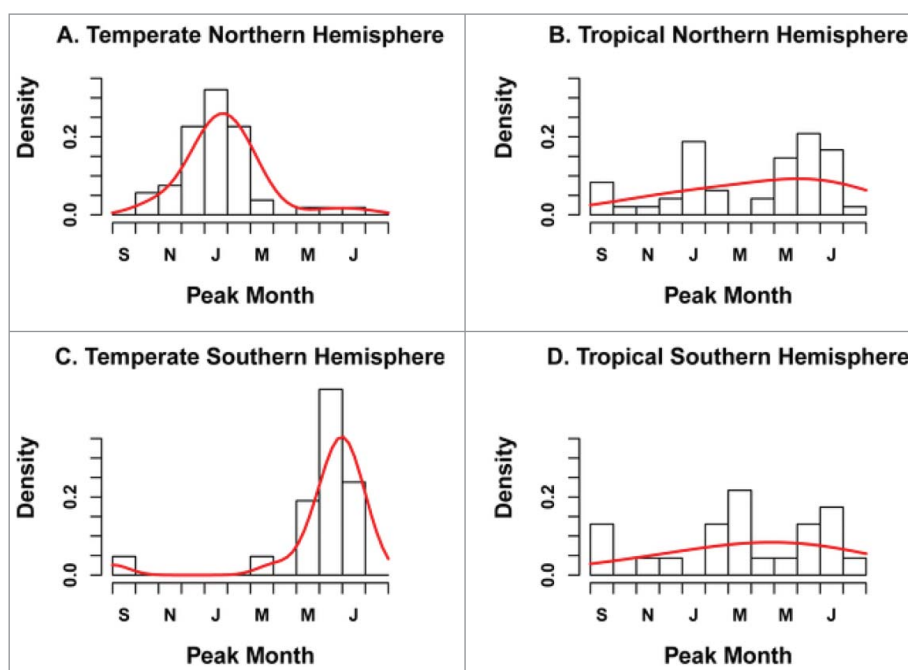 A. Temperate Northern Hemisphere
Density
0.2
0.0
S N J M M J
Peak Month
B. Tropical Northern Hemisphere
Density
0.2
0.0
S N J M M J
Peak Month
C. Temperate Southern Hemisphere
Density
0.2
0.0
S N J M M J
Peak Month
D. Tropical Southern Hemisphere
Density
0.2
0.0
S N J M M J
Peak Month